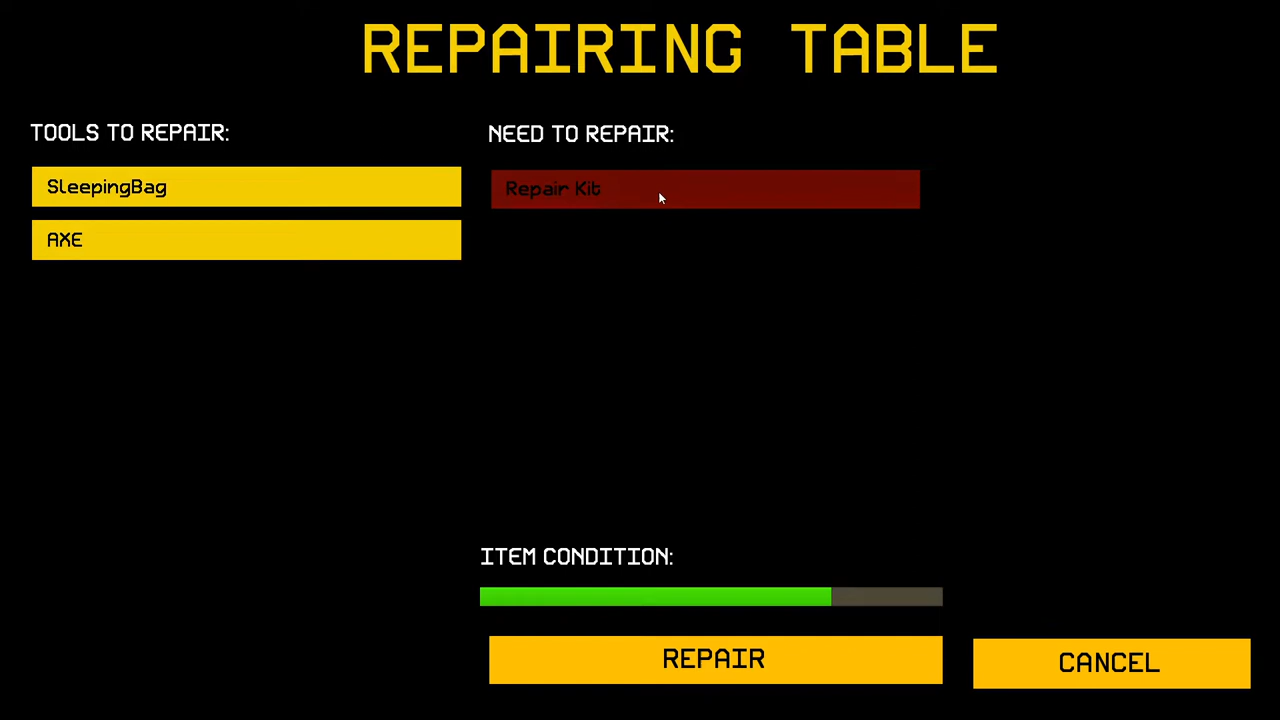 REPAIRING TABLE
TOOLS TO REPAIR:
SleepingBag
AXE
NEED TO REPAIR:
Repair Kit
ITEM CONDITION:
REPAIR
CANCEL